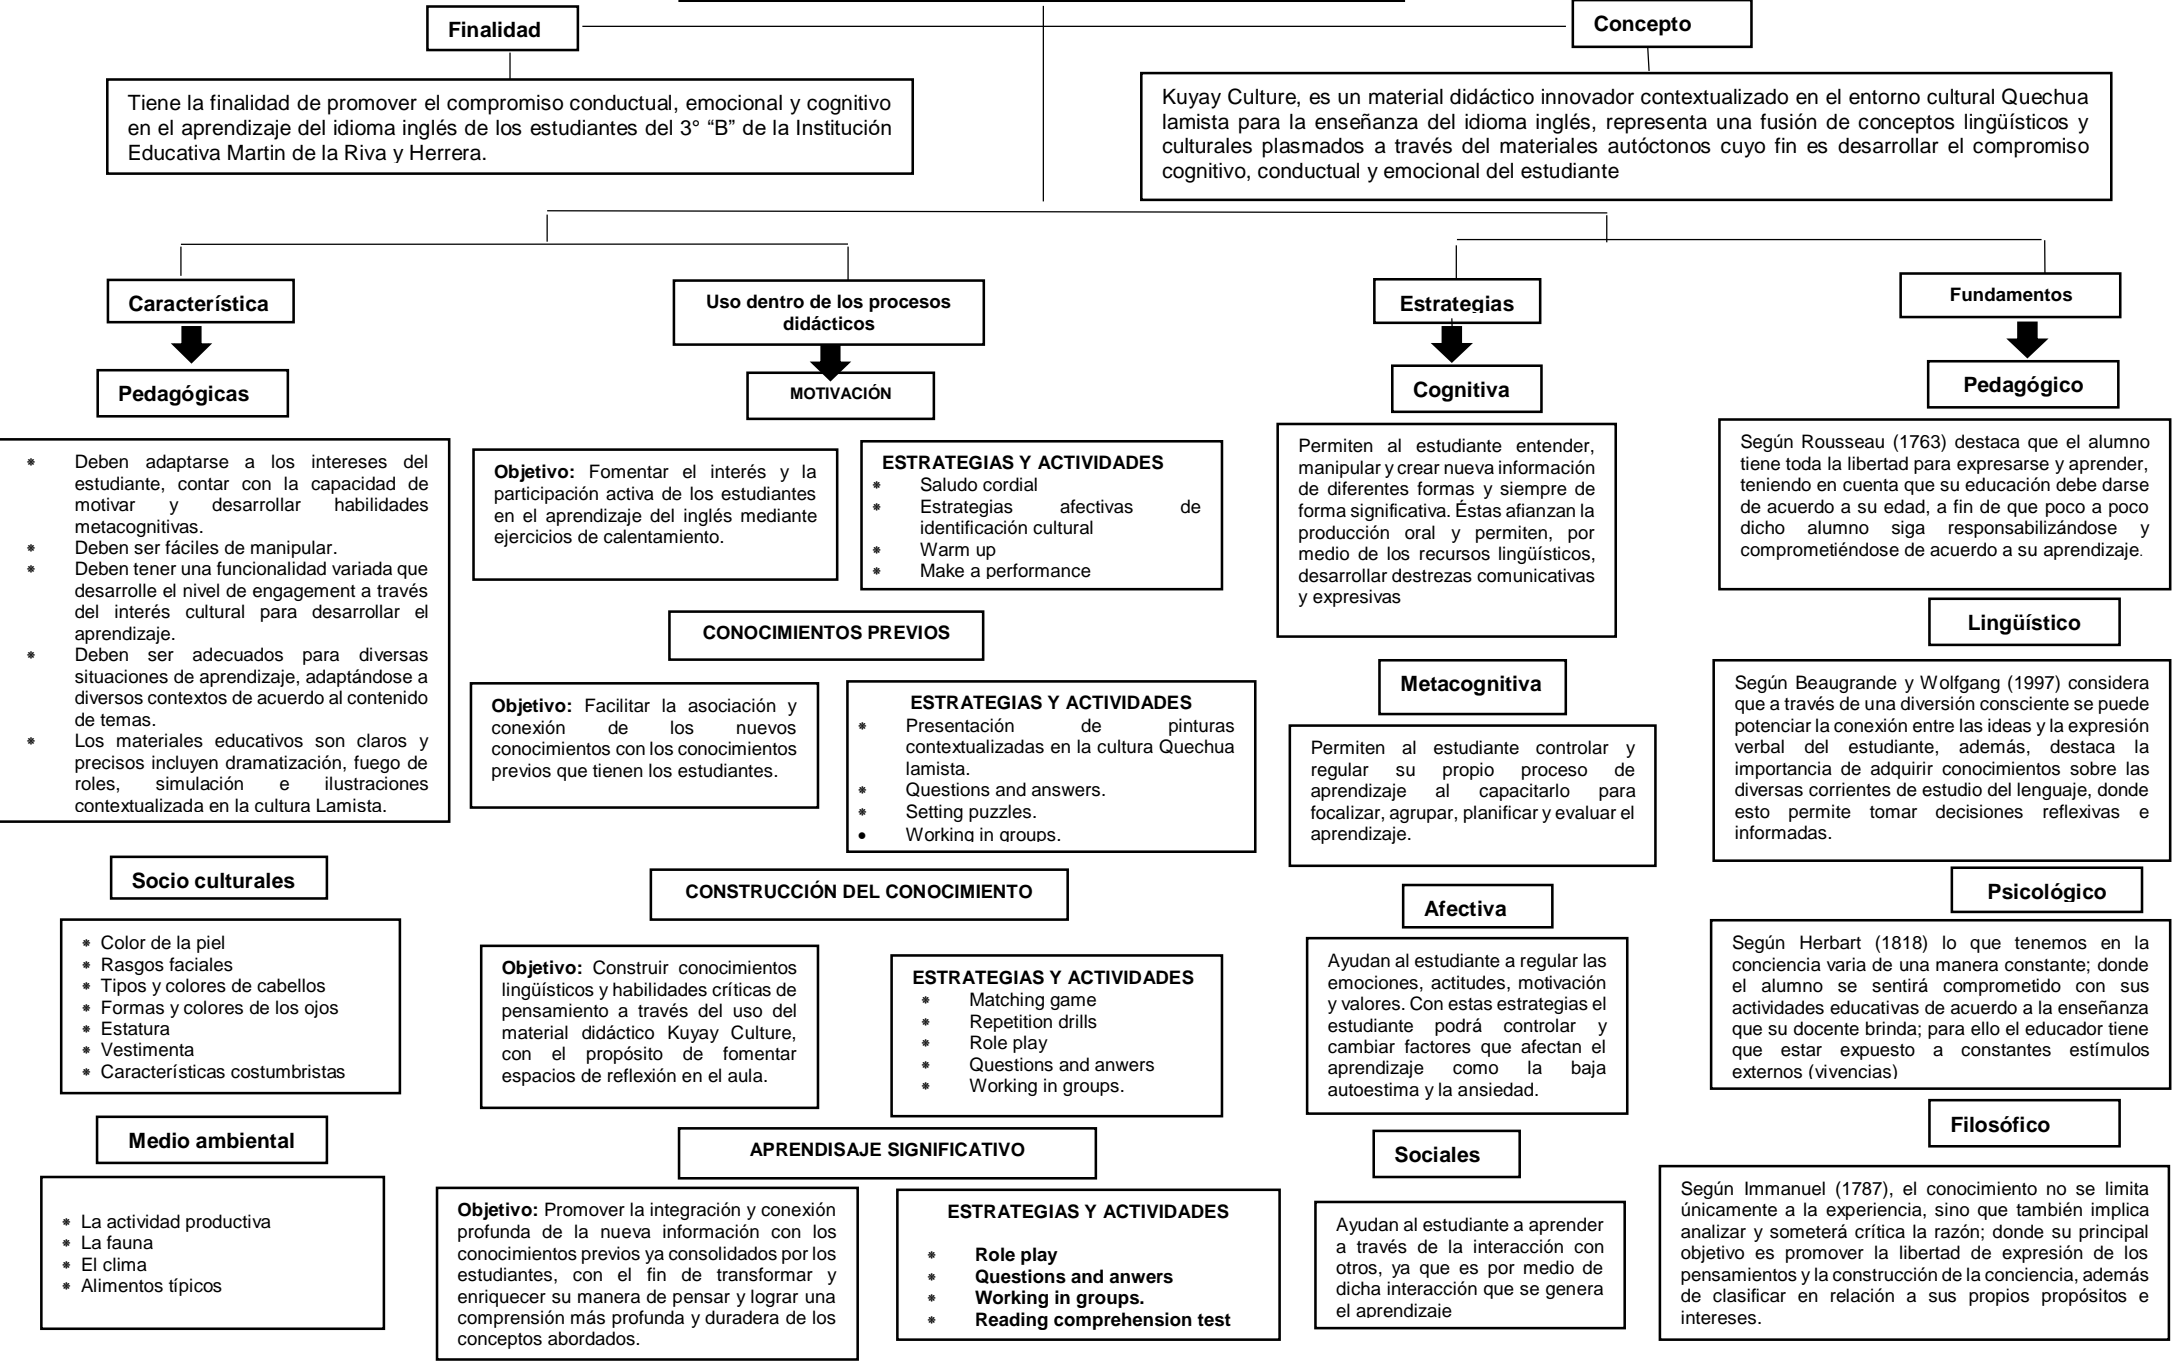 Finalidad
Concepto
Tiene la finalidad de promover el compromiso conductual, emocional y cognitivo
en el aprendizaje del idioma inglés de los estudiantes del 3° “B” de la Institución
Educativa Martin de la Riva y Herrera.
Kuyay Culture, es un material didáctico innovador contextualizado en el entorno cultural Quechua
lamista para la enseñanza del idioma inglés, representa una fusión de conceptos lingüísticos y
culturales plasmados a través del materiales autóctonos cuyo fin es desarrollar el compromiso
cognitivo, conductual y emocional del estudiante
Característica
Pedagógicas
* Deben adaptarse a los intereses del
estudiante, contar con la capacidad de
motivar y desarrollar habilidades
metacognitivas.
* Deben ser fáciles de manipular.
* Deben tener una funcionalidad variada que
desarrolle el nivel de engagement a través
del interés cultural para desarrollar el
aprendizaje.
* Deben ser adecuados para diversas
situaciones de aprendizaje, adaptándose a
diversos contextos de acuerdo al contenido
de temas.
* Los materiales educativos son claros y
precisos incluyen dramatización, fuego de
roles, simulación e ilustraciones
contextualizada en la cultura Lamista.
Socio culturales
* Color de la piel
* Rasgos faciales
* Tipos y colores de cabellos
* Formas y colores de los ojos
* Estatura
* Vestimenta
* Características costumbristas
Medio ambiental
* La actividad productiva
* La fauna
* El clima
* Alimentos típicos
Uso dentro de los procesos
didácticos
MOTIVACIÓN
Objetivo: Fomentar el interés y la
participación activa de los estudiantes
en el aprendizaje del inglés mediante
ejercicios de calentamiento.
ESTRATEGIAS Y ACTIVIDADES
* Saludo cordial
* Estrategias afectivas de
identificación cultural
* Warm up
* Make a performance
CONOCIMIENTOS PREVIOS
Objetivo: Facilitar la asociación y
conexión de los nuevos
conocimientos con los conocimientos
previos que tienen los estudiantes.
ESTRATEGIAS Y ACTIVIDADES
* Presentación de pinturas
contextualizadas en la cultura Quechua
lamista.
* Questions and answers.
* Setting puzzles.
• Working in groups.
CONSTRUCCIÓN DEL CONOCIMIENTO
Objetivo: Construir conocimientos
lingüísticos y habilidades críticas de
pensamiento a través del uso del
material didáctico Kuyay Culture,
con el propósito de fomentar
espacios de reflexión en el aula.
ESTRATEGIAS Y ACTIVIDADES
* Matching game
* Repetition drills
* Role play
* Questions and anwers
* Working in groups.
APRENDISAJE SIGNIFICATIVO
Objetivo: Promover la integración y conexión
profunda de la nueva información con los
conocimientos previos ya consolidados por los
estudiantes, con el fin de transformar y
enriquecer su manera de pensar y lograr una
comprensión más profunda y duradera de los
conceptos abordados.
ESTRATEGIAS Y ACTIVIDADES
* Role play
* Questions and anwers
* Working in groups.
* Reading comprehension test
Estrategias
Cognitiva
Permiten al estudiante entender,
manipular y crear nueva información
de diferentes formas y siempre de
forma significativa. Éstas afianzan la
producción oral y permiten, por
medio de los recursos lingüísticos,
desarrollar destrezas comunicativas
y expresivas
Metacognitiva
Permiten al estudiante controlar y
regular su propio proceso de
aprendizaje al capacitarlo para
focalizar, agrupar, planificar y evaluar el
aprendizaje.
Afectiva
Ayudan al estudiante a regular las
emociones, actitudes, motivación
y valores. Con estas estrategias el
estudiante podrá controlar y
cambiar factores que afectan el
aprendizaje como la baja
autoestima y la ansiedad.
Sociales
Ayudan al estudiante a aprender
a través de la interacción con
otros, ya que es por medio de
dicha interacción que se genera
el aprendizaje
Fundamentos
Pedagógico
Según Rousseau (1763) destaca que el alumno
tiene toda la libertad para expresarse y aprender,
teniendo en cuenta que su educación debe darse
de acuerdo a su edad, a fin de que poco a poco
dicho alumno siga responsabilizándose y
comprometiéndose de acuerdo a su aprendizaje.
Lingüístico
Según Beaugrande y Wolfgang (1997) considera
que a través de una diversión consciente se puede
potenciar la conexión entre las ideas y la expresión
verbal del estudiante, además, destaca la
importancia de adquirir conocimientos sobre las
diversas corrientes de estudio del lenguaje, donde
esto permite tomar decisiones reflexivas e
informadas.
Psicológico
Según Herbart (1818) lo que tenemos en la
conciencia varia de una manera constante; donde
el alumno se sentirá comprometido con sus
actividades educativas de acuerdo a la enseñanza
que su docente brinda; para ello el educador tiene
que estar expuesto a constantes estímulos
externos (vivencias)
Filosófico
Según Immanuel (1787), el conocimiento no se limita
únicamente a la experiencia, sino que también implica
analizar y someterá crítica la razón; donde su principal
objetivo es promover la libertad de expresión de los
pensamientos y la construcción de la conciencia, además
de clasificar en relación a sus propios propósitos e
intereses.